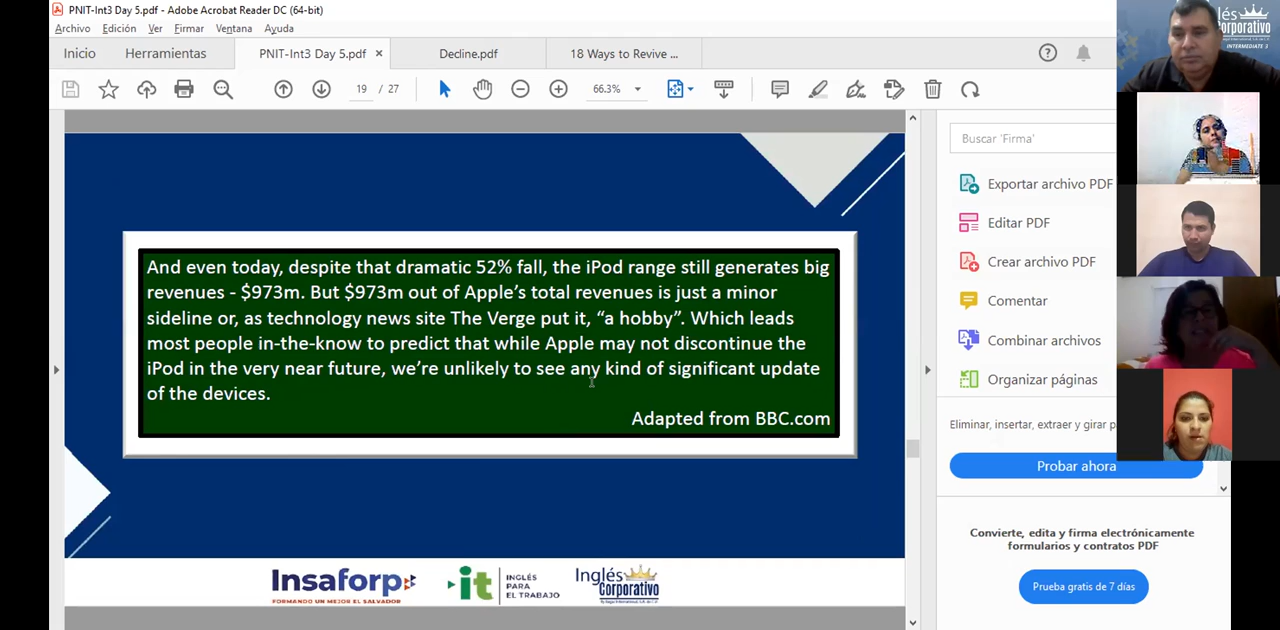 PNIT-Int3 Day 5.pdf - Adobe Acrobat Reader DC (64-bit)
Archivo Edición Ver Firmar Ventana Ayuda
Inicio Herramientas PNIT-Int3 Day 5.pdf × Decline.pdf 18 Ways to Revive ...
19 / 27 66.3%
And even today, despite that dramatic 52% fall, the iPod range still generates big
revenues - $973m. But $973m out of Apple's total revenues is just a minor
sideline or, as technology news site The Verge put it, “a hobby”. Which leads
most people in-the-know to predict that while Apple may not discontinue the
iPod in the very near future, we're unlikely to see any kind of significant update
of the devices.
Adapted from BBC.com
Insaforp
FORMANDO UN MEJOR EL SALVADOR
it
INGLÉS
PARA
EL TRABAJO
Inglés
Corporativo
Buscar 'Firma'
Exportar archivo PDF
Editar PDF
Crear archivo PDF
Comentar
Combinar archivos
Organizar páginas
Eliminar, insertar, extraer y girar p
Probar ahora
Convierte, edita y firma electrónicamente
formularios y contratos PDF
Prueba gratis de 7 días
lés
orporativo
INTERMEDIATE 3